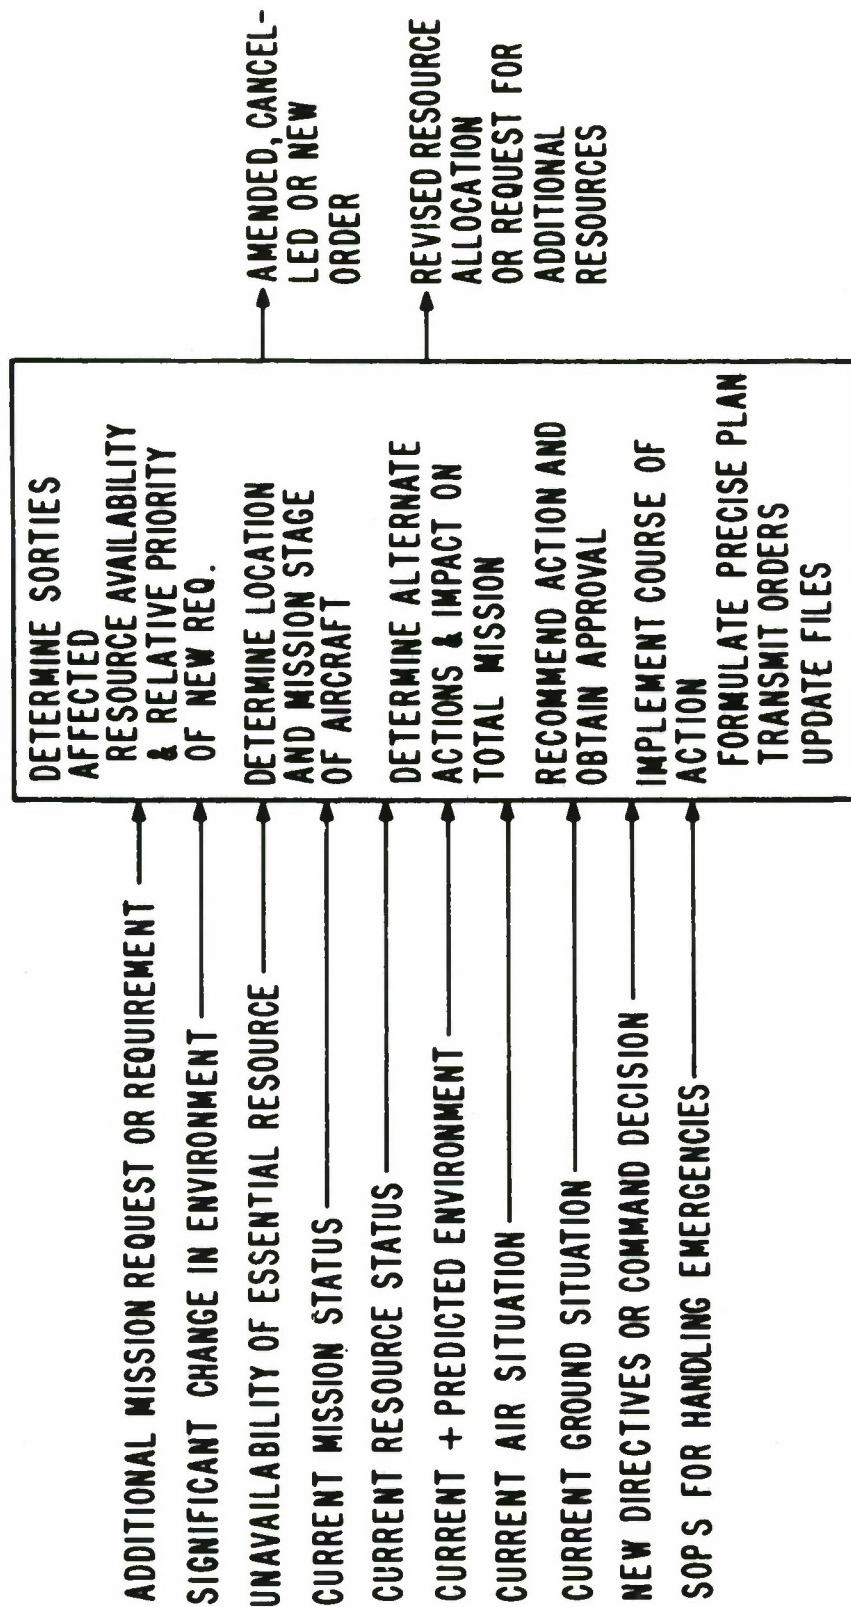 ADDITIONAL MISSION REQUEST OR REQUIREMENT
SIGNIFICANT CHANGE IN ENVIRONMENT
UNAVAILABILITY OF ESSENTIAL RESOURCE
CURRENT MISSION STATUS
CURRENT RESOURCE STATUS
CURRENT + PREDICTED ENVIRONMENT
CURRENT AIR SITUATION
CURRENT GROUND SITUATION
NEW DIRECTIVES OR COMMAND DECISION
SOPS FOR HANDLING EMERGENCIES
DETERMINE SORTIES
AFFECTED
RESOURCE AVAILABILITY
& RELATIVE PRIORITY
OF NEW REQ.
DETERMINE LOCATION
AND MISSION STAGE
OF AIRCRAFT
DETERMINE ALTERNATE
ACTIONS & IMPACT ON
TOTAL MISSION
RECOMMEND ACTION AND
OBTAIN APPROVAL
IMPLEMENT COURSE OF
ACTION
FORMULATE PRECISE PLAN
TRANSMIT ORDERS
UPDATE FILES
AMENDED, CANCEL-
LED OR NEW
ORDER
REVISED RESOURCE
ALLOCATION
OR REQUEST FOR
ADDITIONAL
RESOURCES